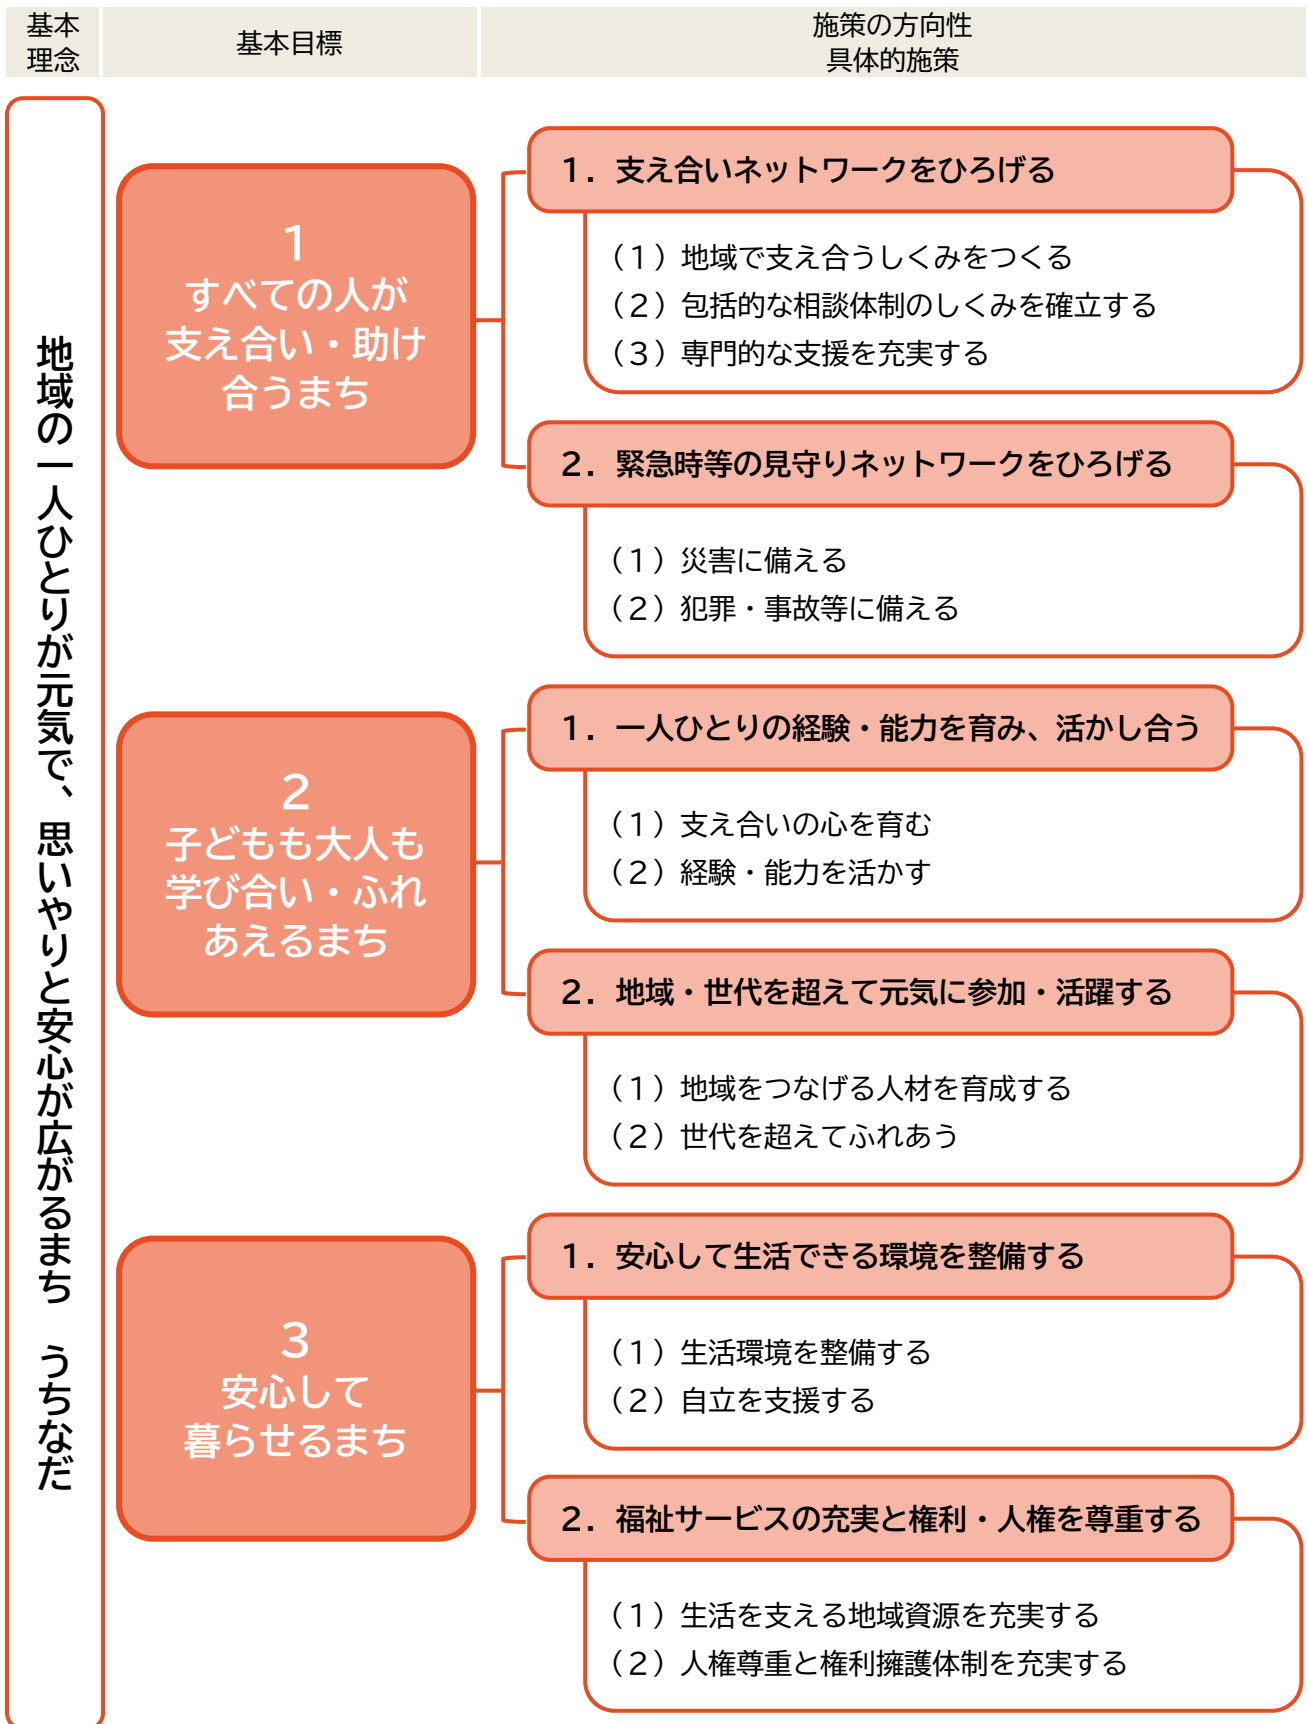 基本
理念
基本目標
施策の方向性
具体的施策
地域の一人ひとりが元気で、思いやりと安心が広がるまち　うちなだ
1
すべての人が
支え合い・助け
合うまち
1．支え合いネットワークをひろげる
（1）地域で支え合うしくみをつくる
（2）包括的な相談体制のしくみを確立する
（3）専門的な支援を充実する
2．緊急時等の見守りネットワークをひろげる
（1）災害に備える
（2）犯罪・事故等に備える
2
子どもも大人も
学び合い・ふれ
あえるまち
1．一人ひとりの経験・能力を育み、活かし合う
（1）支え合いの心を育む
（2）経験・能力を活かす
2．地域・世代を超えて元気に参加・活躍する
（1）地域をつなげる人材を育成する
（2）世代を超えてふれあう
3
安心して
暮らせるまち
1．安心して生活できる環境を整備する
（1）生活環境を整備する
（2）自立を支援する
2．福祉サービスの充実と権利・人権を尊重する
（1）生活を支える地域資源を充実する
（2）人権尊重と権利擁護体制を充実する